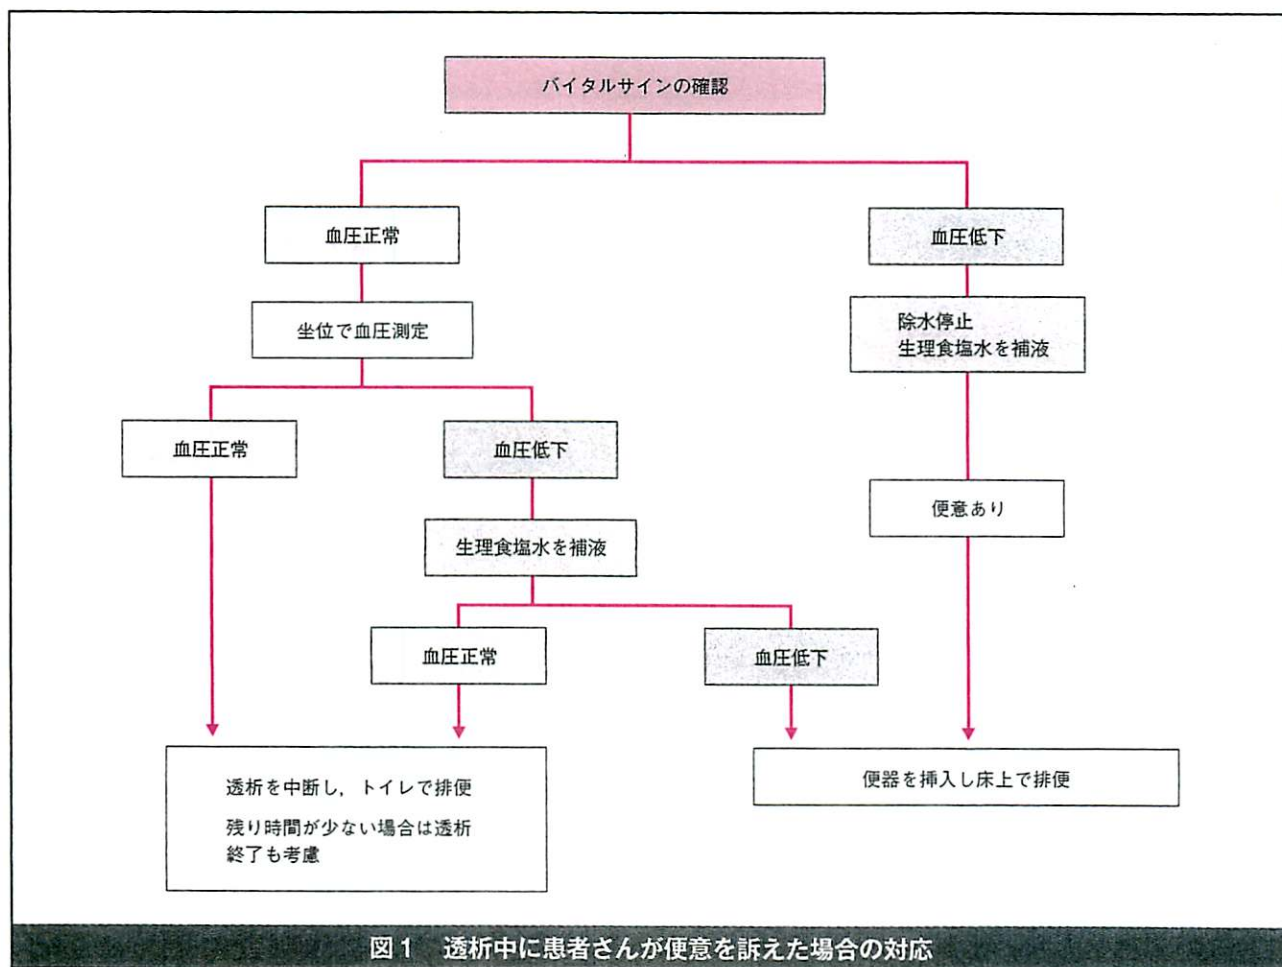 バイタルサインの確認
血圧正常
血圧低下
坐位で血圧測定
除水停止
生理食塩水を補液
血圧正常
血圧低下
便意あり
生理食塩水を補液
血圧正常
血圧低下
透析を中断し，トイレで排便
残り時間が少ない場合は透析
終了も考慮
便器を挿入し床上で排便
図1　透析中に患者さんが便意を訴えた場合の対応